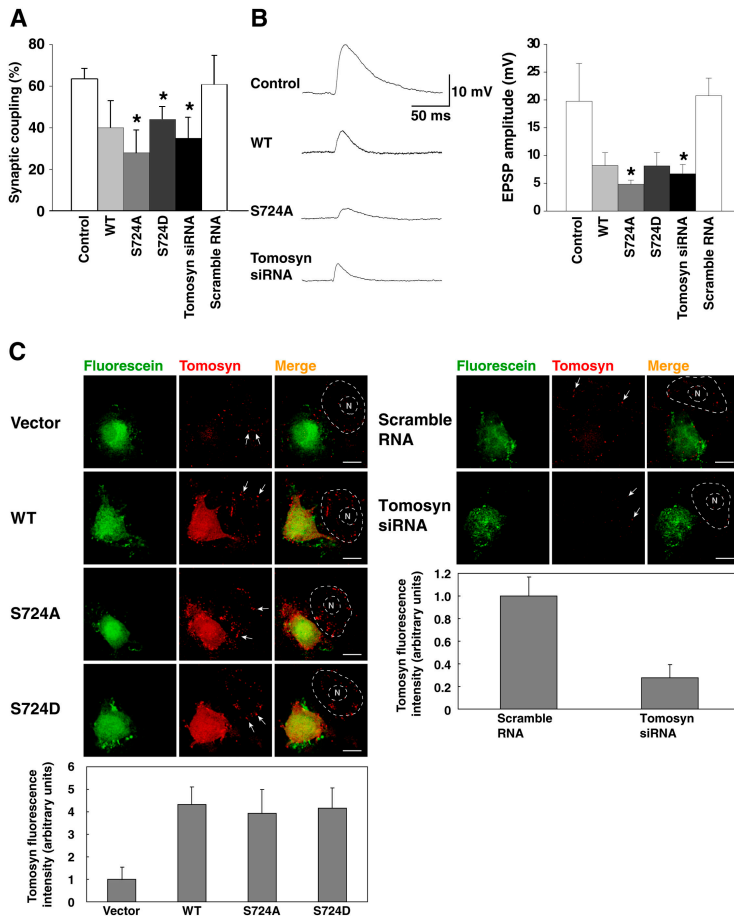 A
Synaptic coupling (%)
80
60
40
20
0
*
*
*
Control
WT
S724A
S724D
Tomosyn siRNA
Scramble RNA
B
Control
WT
S724A
Tomosyn
siRNA
10 mV
50 ms
EPSP amplitude (mV)
30
25
20
15
10
5
0
*
*
Control
WT
S724A
S724D
Tomosyn siRNA
Scramble RNA
C
Fluorescein Tomosyn Merge
Vector
N
WT
N
S724A
N
S724D
N
Tomosyn fluorescence
intensity (arbitrary units)
6
5
4
3
2
1
0
Vector WT S724A S724D
Fluorescein Tomosyn Merge
Scramble
RNA
N
Tomosyn
siRNA
N
Tomosyn fluorescence
intensity (arbitrary units)
1.2
1.0
0.8
0.6
0.4
0.2
0
Scramble
RNA
Tomosyn
siRNA